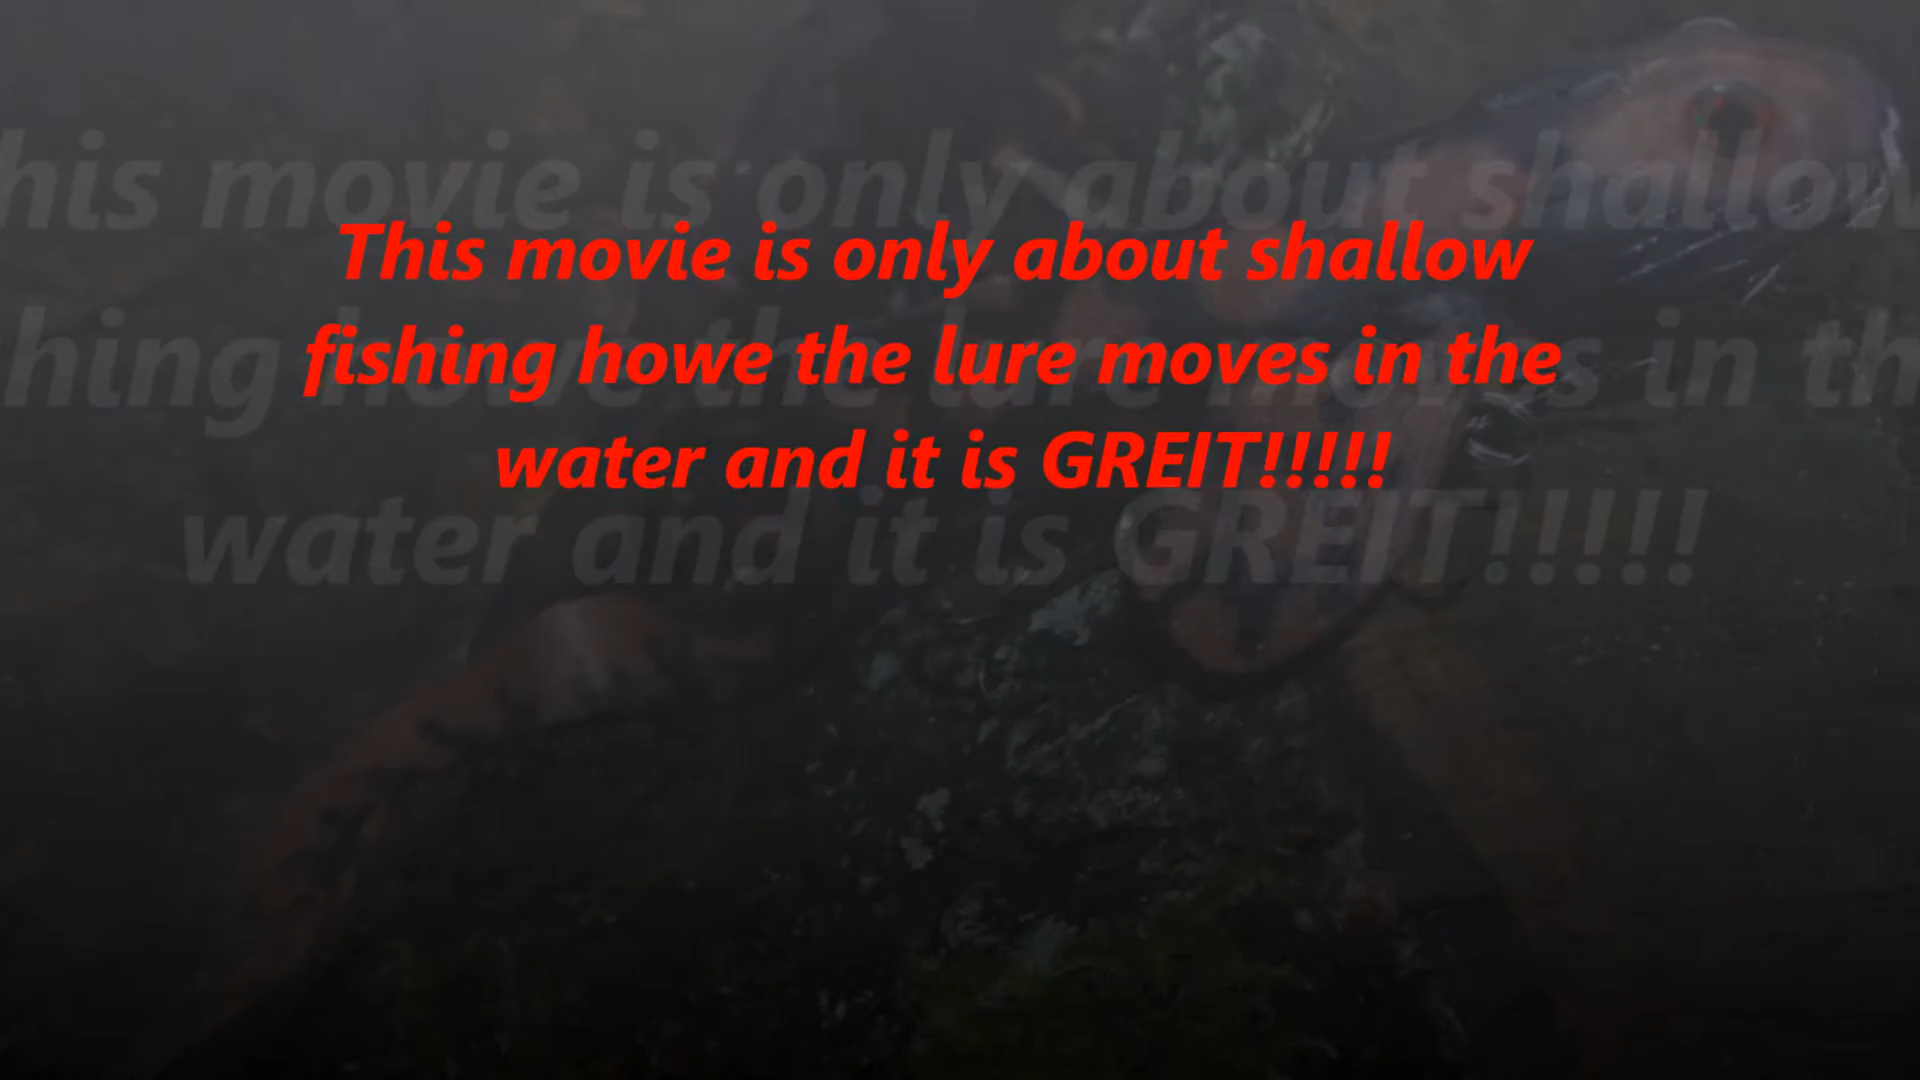 This movie is only about shallow
fishing howe the lure moves in the
water and it is GREIT!!!!!